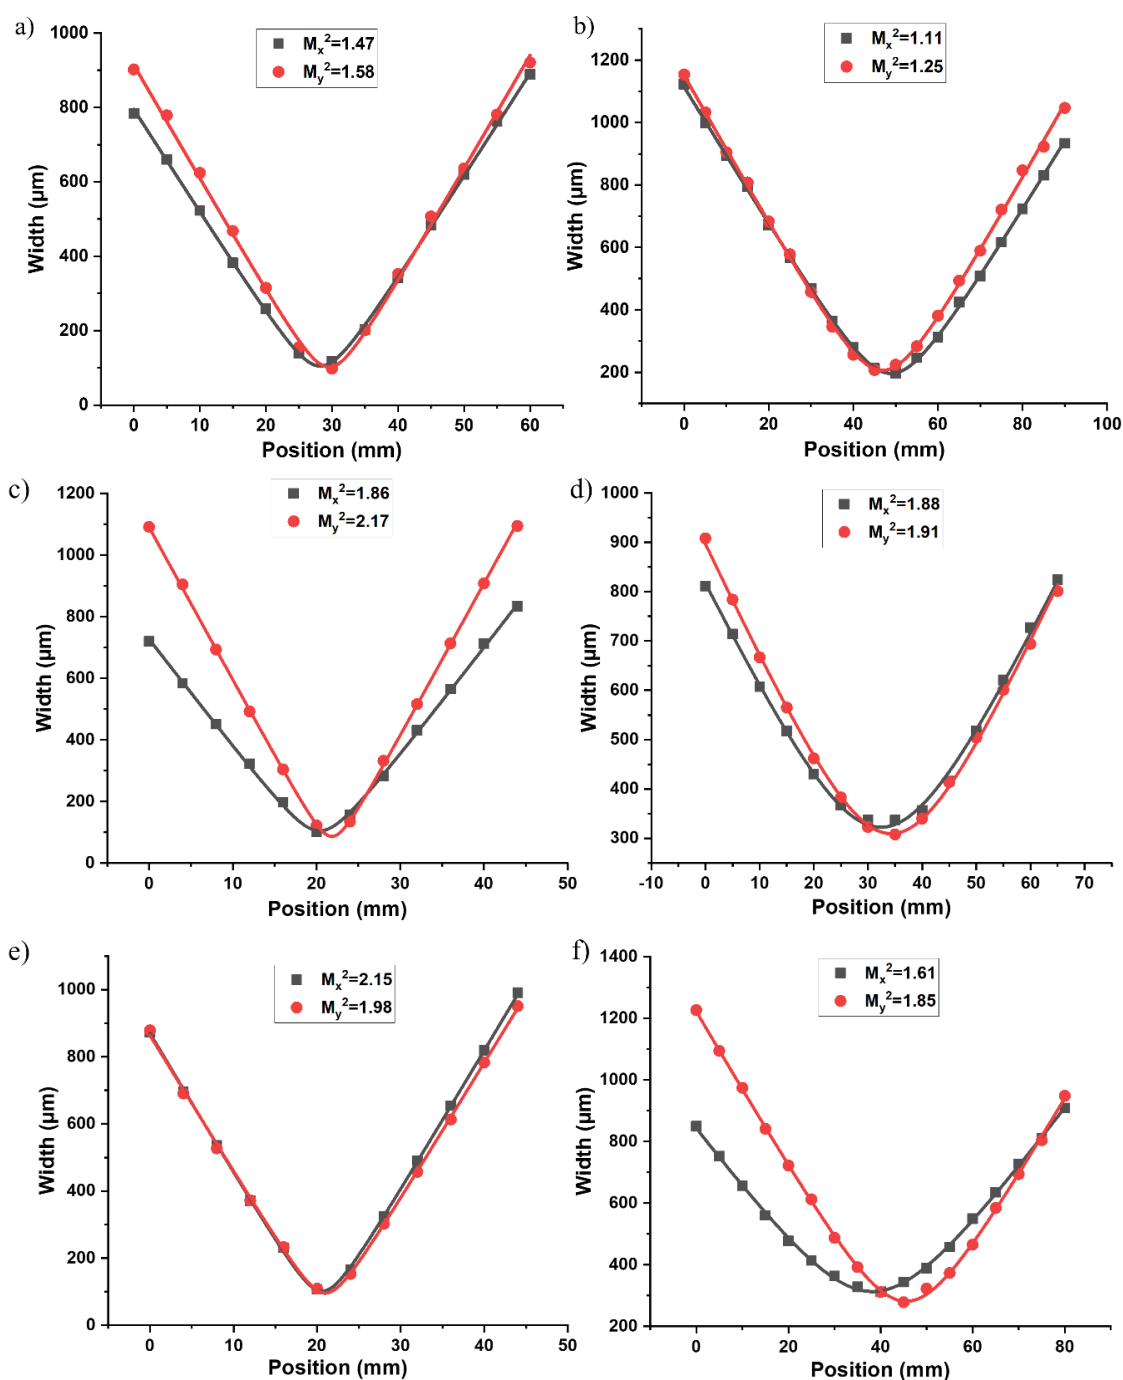 a)
Mx²=1.47
My²=1.58
1000
800
600
400
200
0
Width (µm)
0 10 20 30 40 50 60
Position (mm)
b)
Mx²=1.11
My²=1.25
1200
1000
800
600
400
200
Width (µm)
0 20 40 60 80 100
Position (mm)
c)
Mx²=1.86
My²=2.17
1200
1000
800
600
400
200
0
Width (µm)
0 10 20 30 40 50
Position (mm)
d)
Mx²=1.88
My²=1.91
1000
900
800
700
600
500
400
300
Width (µm)
-10 0 10 20 30 40 50 60 70
Position (mm)
e)
Mx²=2.15
My²=1.98
1000
800
600
400
200
0
Width (µm)
0 10 20 30 40 50
Position (mm)
f)
Mx²=1.61
My²=1.85
1400
1200
1000
800
600
400
200
Width (µm)
0 20 40 60 80
Position (mm)